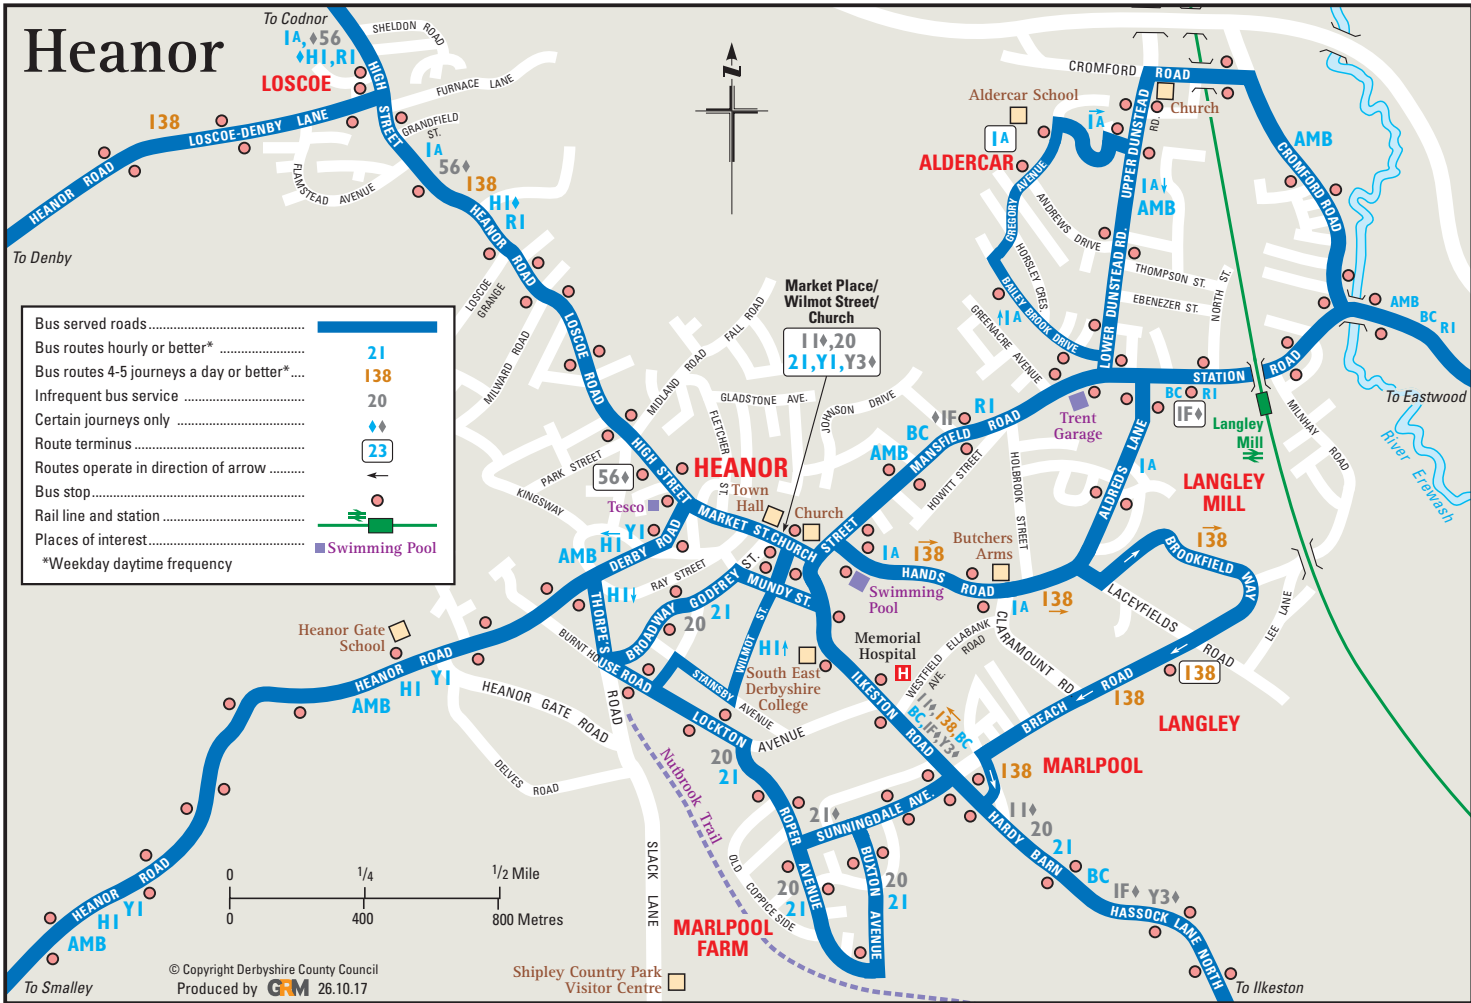 Heanor
To Codnor
1A, ♦56
♦H1, R1
LOSCOE
HIGH STREET
SHELDON ROAD
FURNACE LANE
GRANDFIELD ST.
138
LOSCOE-DENBY LANE
HEANOR ROAD
FLAMSTEAD AVENUE
To Denby
1A
56♦
138
H1♦
R1
HEANOR ROAD
LOSCOE GRANGE
LOSCOE ROAD
MILWARD ROAD
MIDLAND ROAD
FALL ROAD
Bus served roads
Bus routes hourly or better* 21
Bus routes 4-5 journeys a day or better* 138
Infrequent bus service 20
Certain journeys only ♦♦
Route terminus 23
Routes operate in direction of arrow ←
Bus stop
Rail line and station
Places of interest Swimming Pool
*Weekday daytime frequency
Z
Market Place/
Wilmot Street/
Church
11♦,20
21,Y1,Y3♦
GLADSTONE AVE.
JOHNSON DRIVE
FLETCHER ST.
PARK STREET
KINGSWAY
HIGH STREET
56♦
Tesco
HEANOR
Town
Hall
Church
MARKET ST.
CHURCH STREET
Y1
← H1
AMB
DERBY ROAD
RAY STREET
THORPE'S ROAD
H1↓
BROADWAY
GODFREY ST.
20
21
MUNDY ST.
WILMOT ST.
H1↑
BURNT HOUSE ROAD
STAINSBY AVENUE
LOCKTON AVENUE
South East
Derbyshire
College
Heanor Gate
School
HEANOR ROAD
AMB
H1
Y1
HEANOR GATE ROAD
DELVES ROAD
Nutbrook Trail
SLACK LANE
20
21
ROPER AVENUE
21♦
SUNNINGDALE AVE.
BUXTON AVENUE
20
21
20
21
OLD COPPICE SIDE
MARLPOOL
FARM
Shipley Country Park
Visitor Centre
HEANOR ROAD
Y1
H1
AMB
To Smalley
0 1/4 1/2 Mile
0 400 800 Metres
© Copyright Derbyshire County Council
Produced by GRM 26.10.17
CROMFORD ROAD
Church
Aldercar School
1A
ALDERCAR
→
1A
UPPER DUNSTEAD RD.
1A↓
AMB
GREGORY AVENUE
ANDREWS DRIVE
HORSLEY CRES.
BAILEY BROOK DRIVE
↑1A
GREENACRE AVENUE
LOWER DUNSTEAD RD.
THOMPSON ST.
EBENEZER ST.
NORTH ST.
AMB
CROMFORD ROAD
AMB
BC
R1
To Eastwood
River Erewash
STATION ROAD
BC
R1
1F♦
Langley
Mill
MILNHAY ROAD
LANGLEY
MILL
Trent
Garage
♦1F
R1
BC
AMB
MANSFIELD ROAD
HOWITT STREET
HOLBROOK STREET
ALDREDS LANE
1A
Butchers
Arms
1A
→
138
HANDS ROAD
Swimming
Pool
1A
138
→
→
138
BROOKFIELD WAY
LACEYFIELDS ROAD
LEE LANE
138
LANGLEY
BREACH ROAD
138
CLARAMOUNT RD
WESTFIELD AVE.
ELLABANK ROAD
Memorial
Hospital
H
ILKESTON ROAD
11♦,
←
138,BC
BC,1F♦,Y3♦
138
MARLPOOL
11♦
20
21
HARDY BARN
BC
1F♦
Y3♦
HASSOCK LANE NORTH
To Ilkeston